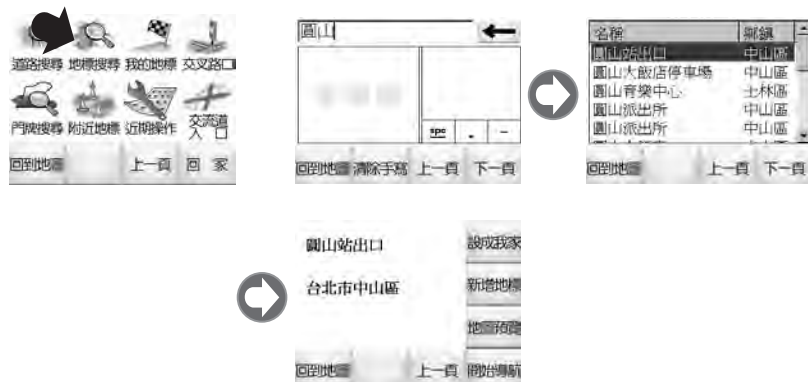 道路搜尋 地標搜尋 我的地標 交叉路口
門牌搜尋 附近地標 近期操作 交流道入口
回到地圖 上一頁 回家
圓山
spc . -
回到地圖 清除手寫 上一頁 下一頁
名稱 鄉鎮
圓山站出口 中山區
圓山大飯店停車場 中山區
圓山育樂中心 士林區
圓山派出所 中山區
圓山派出所 中山區
回到地圖 上一頁 下一頁
圓山站出口
台北市中山區
設成我家
新增地標
地圖預覽
回到地圖 上一頁 開始導航